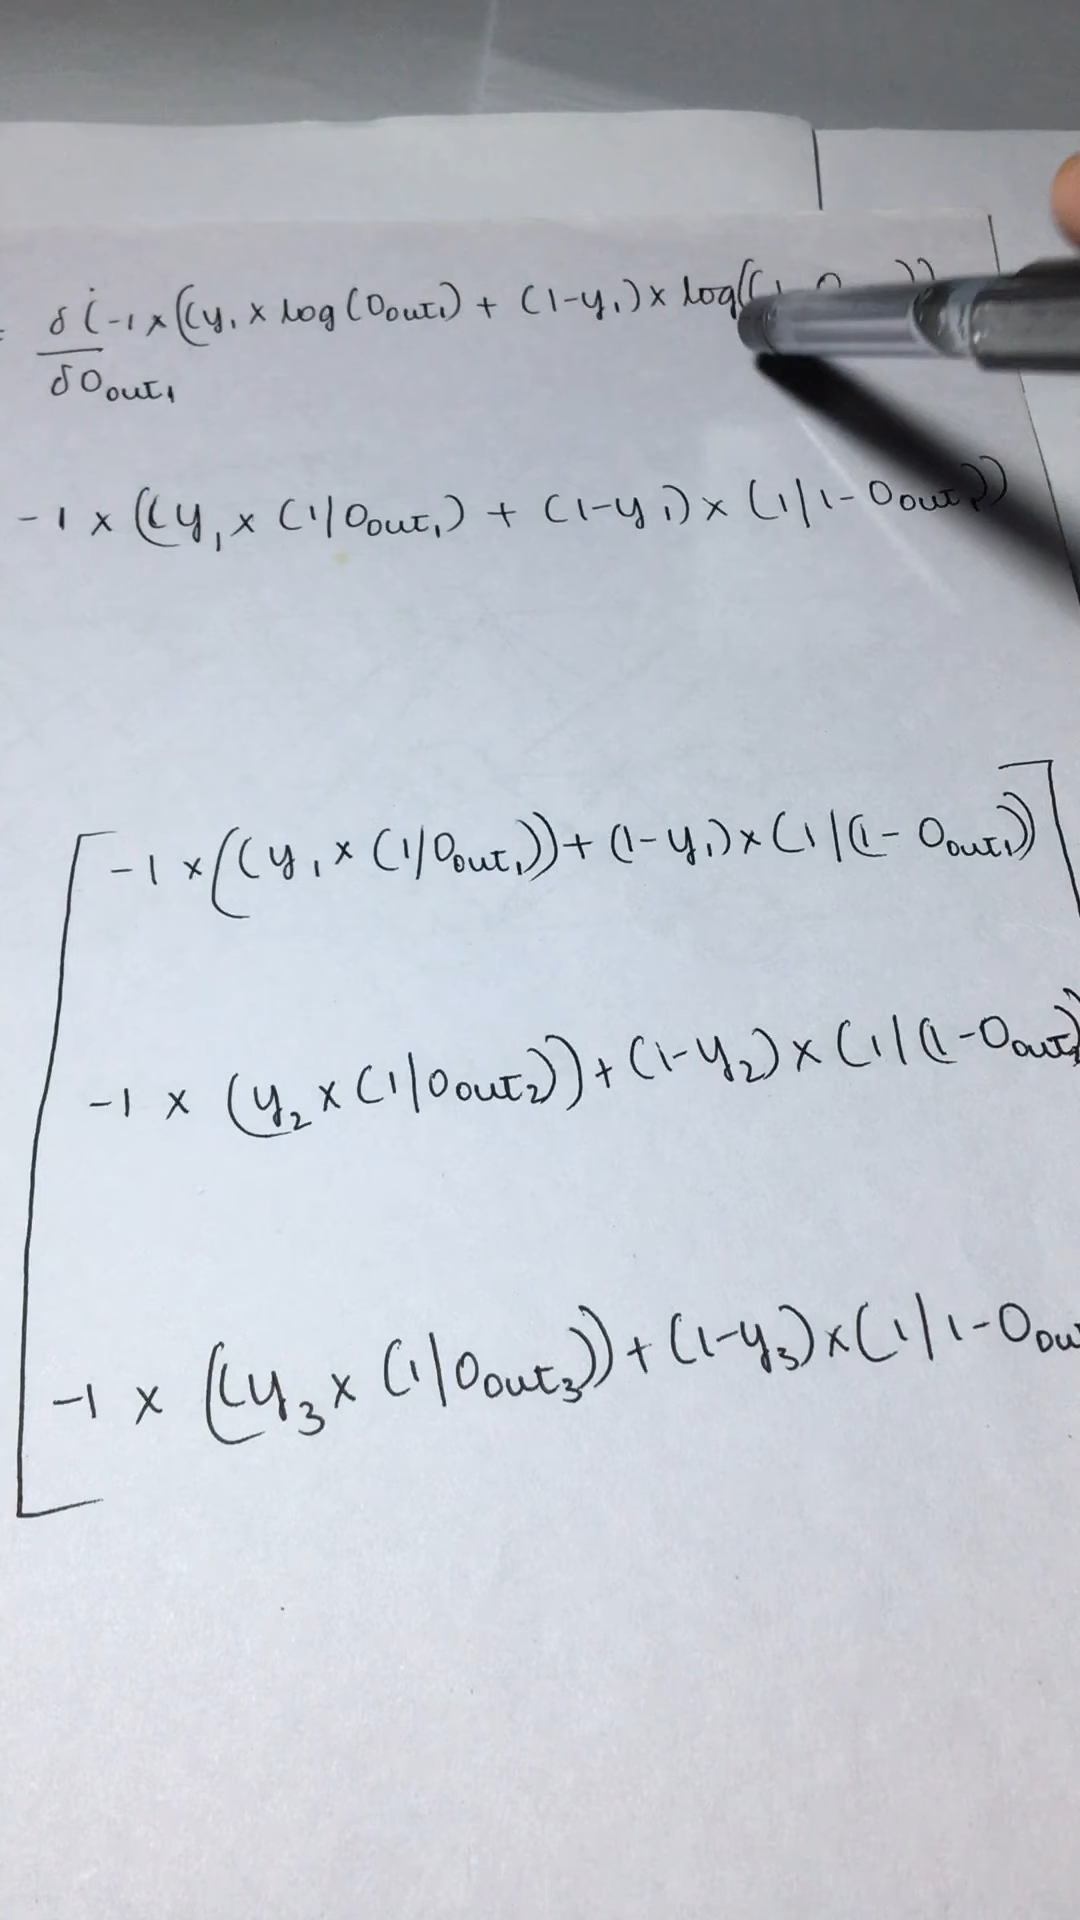 δ(-1×((y₁ × log(Oout₁) + (1-y₁)× log((1-O ))
δOout₁
-1 × ((y₁ × (1/Oout₁) + (1-y₁)× (1/1-Oout₁))
-1 ×((y₁ × (1/Oout₁))+(1-y₁)×(1/(1-Oout₁))
-1 × (y₂ × (1/Oout₂))+(1-y₂)×(1/(1-Oout₂)
-1 × ((y₃ × (1/Oout₃))+(1-y₃)×(1/1-Oou